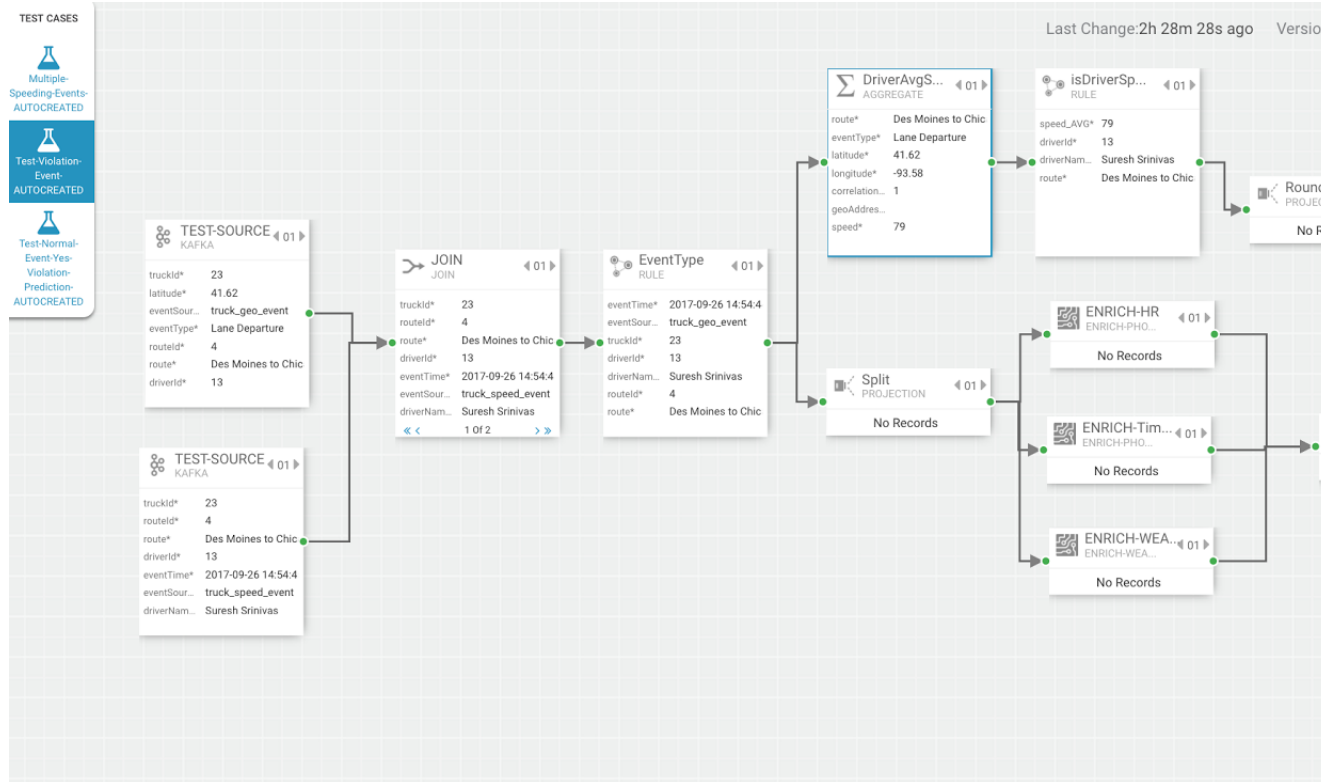 TEST CASES
Multiple-
Speeding-Events-
AUTOCREATED
Test-Violation-
Event-
AUTOCREATED
Test-Normal-
Event-Yes-
Violation-
Prediction-
AUTOCREATED
Last Change:2h 28m 28s ago Versio
TEST-SOURCE 01
KAFKA
truckId* 23
latitude* 41.62
eventSour... truck_geo_event
eventType* Lane Departure
routeId* 4
route* Des Moines to Chic
driverId* 13
TEST-SOURCE 01
KAFKA
truckId* 23
routeId* 4
route* Des Moines to Chic
driverId* 13
eventTime* 2017-09-26 14:54:4
eventSour... truck_speed_event
driverNam... Suresh Srinivas
JOIN 01
JOIN
truckId* 23
routeId* 4
route* Des Moines to Chic
driverId* 13
eventTime* 2017-09-26 14:54:4
eventSour... truck_speed_event
driverNam... Suresh Srinivas
« ‹ 1 Of 2 › »
EventType 01
RULE
eventTime* 2017-09-26 14:54:4
eventSour... truck_geo_event
truckId* 23
driverId* 13
driverNam... Suresh Srinivas
routeId* 4
route* Des Moines to Chic
DriverAvgS... 01
AGGREGATE
route* Des Moines to Chic
eventType* Lane Departure
latitude* 41.62
longitude* -93.58
correlation... 1
geoAddres...
speed* 79
isDriverSp... 01
RULE
speed_AVG* 79
driverId* 13
driverNam... Suresh Srinivas
route* Des Moines to Chic
Round
PROJEC
No R
Split 01
PROJECTION
No Records
ENRICH-HR 01
ENRICH-PHO...
No Records
ENRICH-Tim... 01
ENRICH-PHO...
No Records
ENRICH-WEA... 01
ENRICH-WEA...
No Records